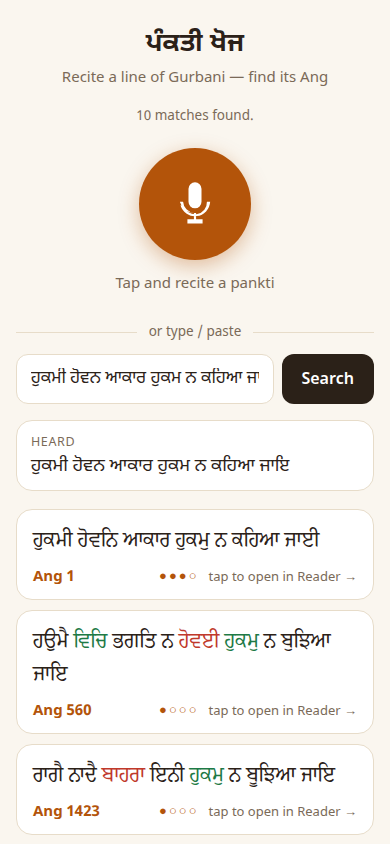 ਪੰਕਤੀ ਖੋਜ
Recite a line of Gurbani — find its Ang
10 matches found.
Tap and recite a pankti
or type / paste
ਹੁਕਮੀ ਹੋਵਨ ਆਕਾਰ ਹੁਕਮ ਨ ਕਹਿਆ ਜਾ
Search
HEARD
ਹੁਕਮੀ ਹੋਵਨ ਆਕਾਰ ਹੁਕਮ ਨ ਕਹਿਆ ਜਾਇ
ਹੁਕਮੀ ਹੋਵਨਿ ਆਕਾਰ ਹੁਕਮੁ ਨ ਕਹਿਆ ਜਾਈ
Ang 1 ●●●○ tap to open in Reader →
ਹਉਮੈ ਵਿਚਿ ਭਗਤਿ ਨ ਹੋਵਈ ਹੁਕਮੁ ਨ ਬੁਝਿਆ
ਜਾਇ
Ang 560 ●○○○ tap to open in Reader →
ਰਾਗੈ ਨਾਦੈ ਬਾਹਰਾ ਇਨੀ ਹੁਕਮੁ ਨ ਬੂਝਿਆ ਜਾਇ
Ang 1423 ●○○○ tap to open in Reader →